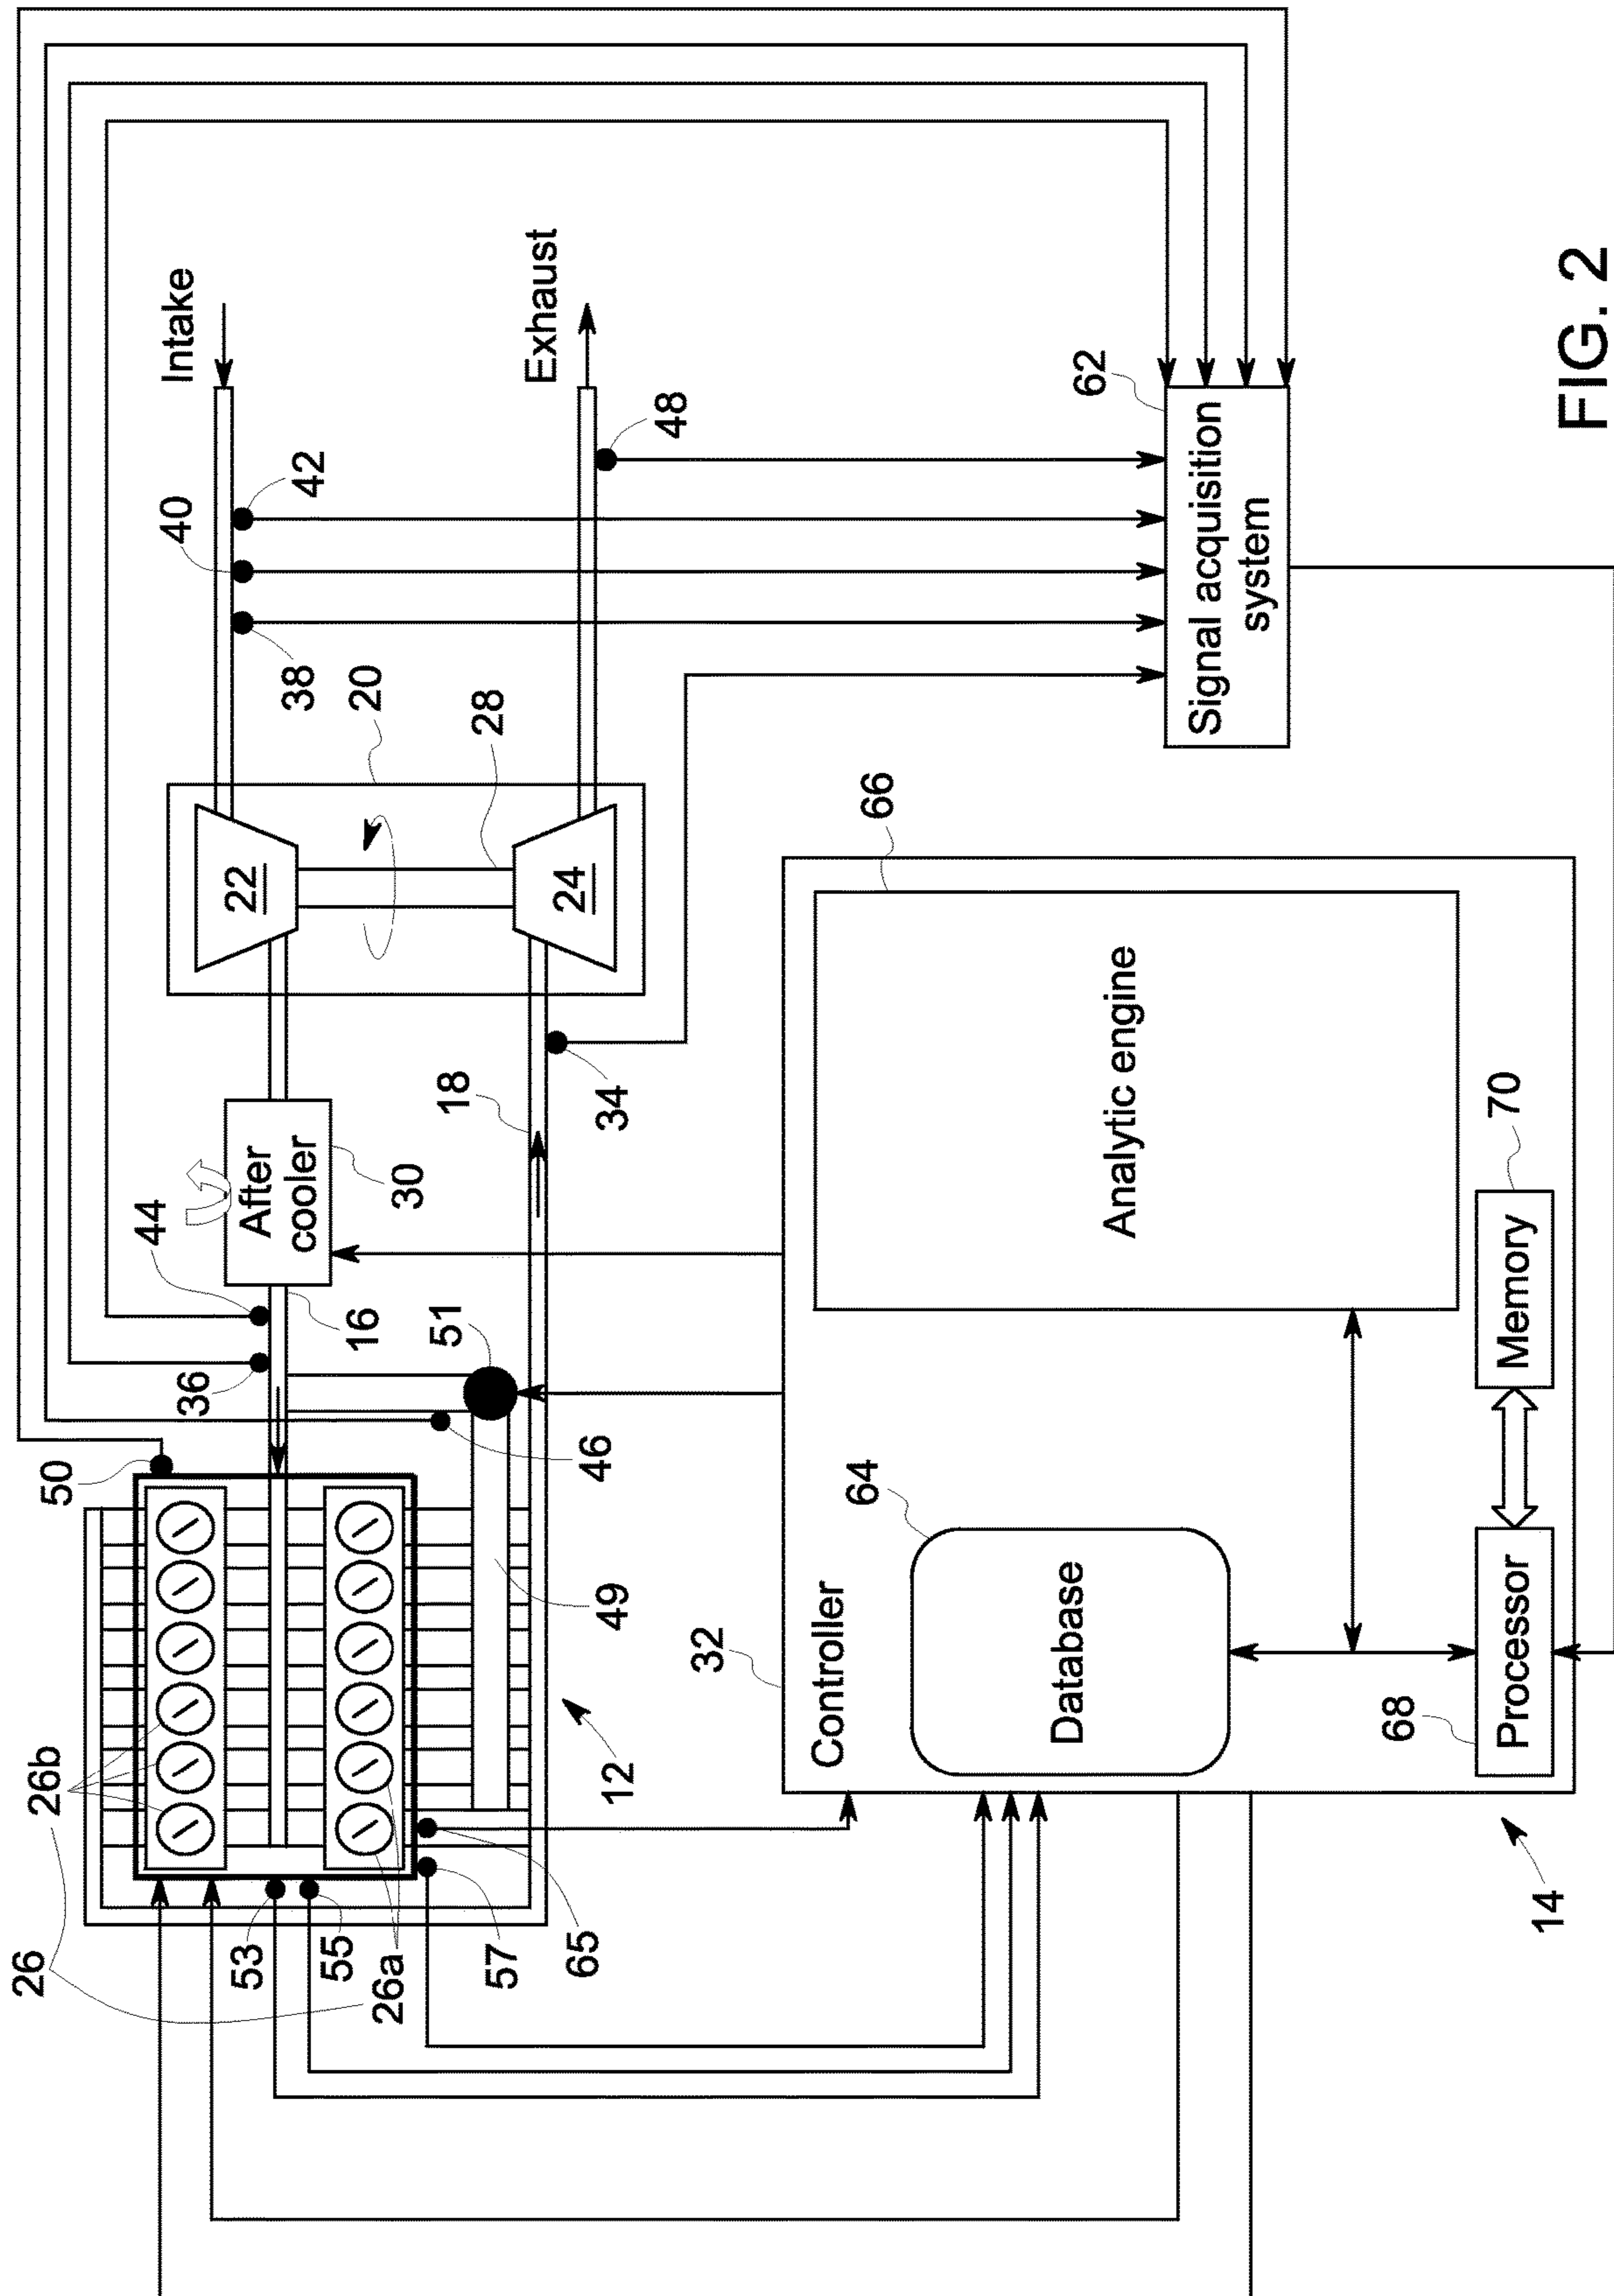 26
26b
50
36
44
Intake
40
42
53
55
26a
57
65
12
49
46
51
16
After
cooler
30
18
34
22
24
20
28
38
Exhaust
48
62
Signal acquisition
system
32
Controller
64
Database
66
Analytic engine
68
Processor
Memory
70
14
FIG. 2